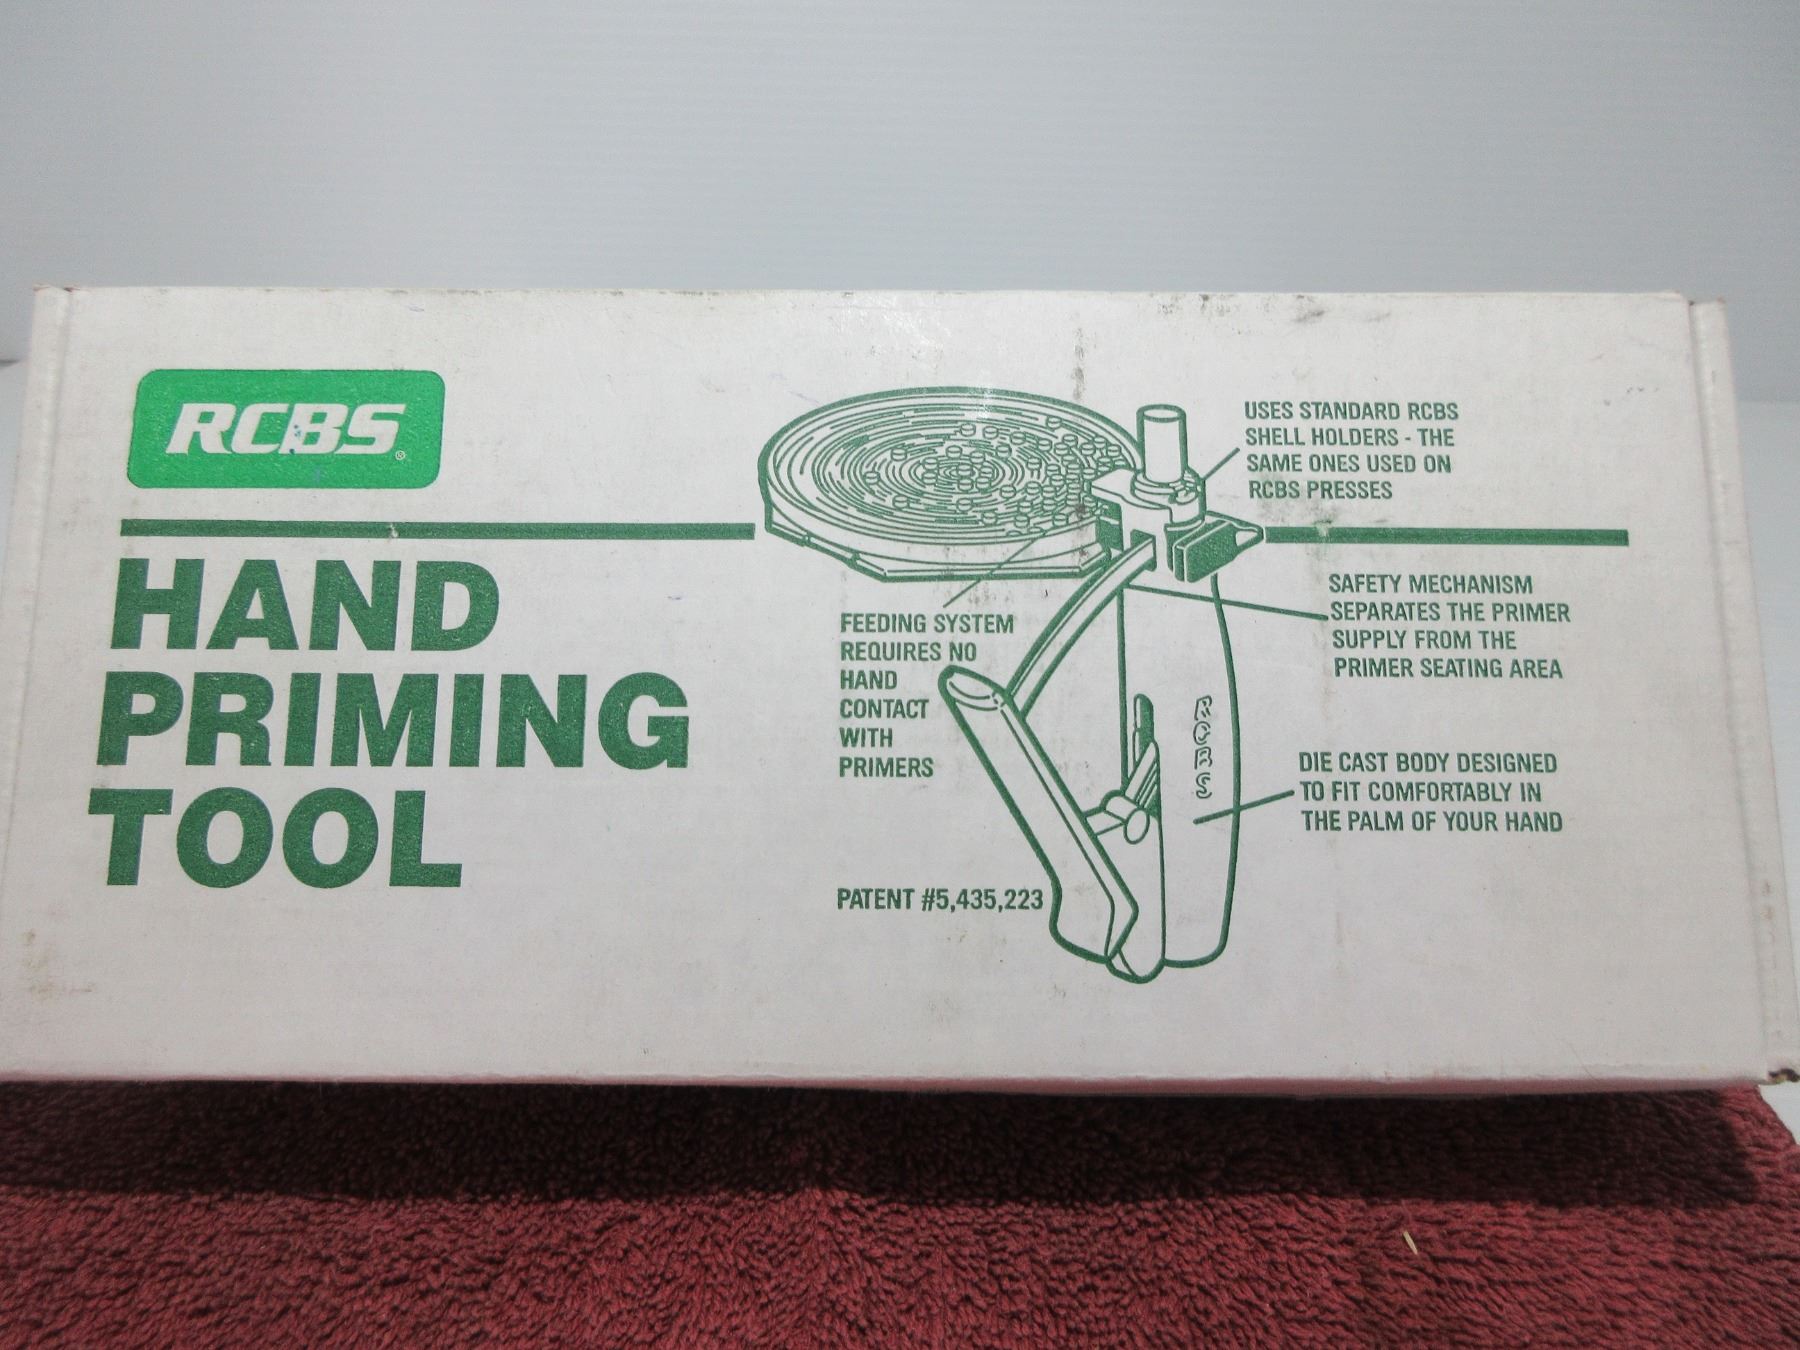 RCBS®
HAND
PRIMING
TOOL
USES STANDARD RCBS
SHELL HOLDERS - THE
SAME ONES USED ON
RCBS PRESSES
FEEDING SYSTEM
REQUIRES NO
HAND
CONTACT
WITH
PRIMERS
SAFETY MECHANISM
SEPARATES THE PRIMER
SUPPLY FROM THE
PRIMER SEATING AREA
RCBS
DIE CAST BODY DESIGNED
TO FIT COMFORTABLY IN
THE PALM OF YOUR HAND
PATENT #5,435,223